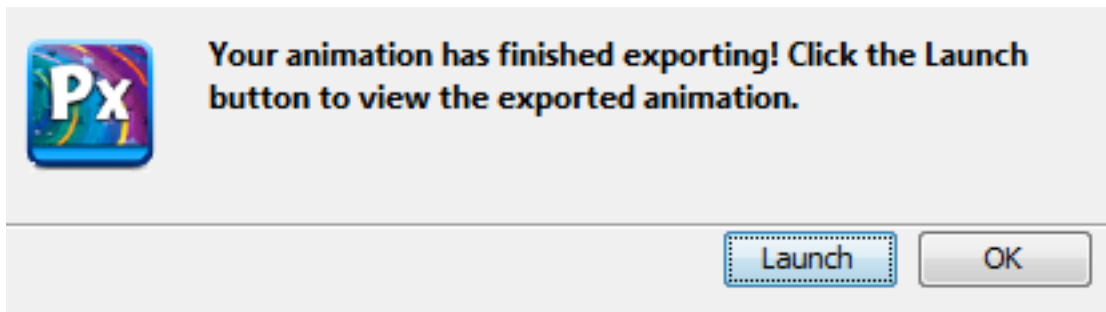 Px
Your animation has finished exporting! Click the Launch
button to view the exported animation.
Launch
OK